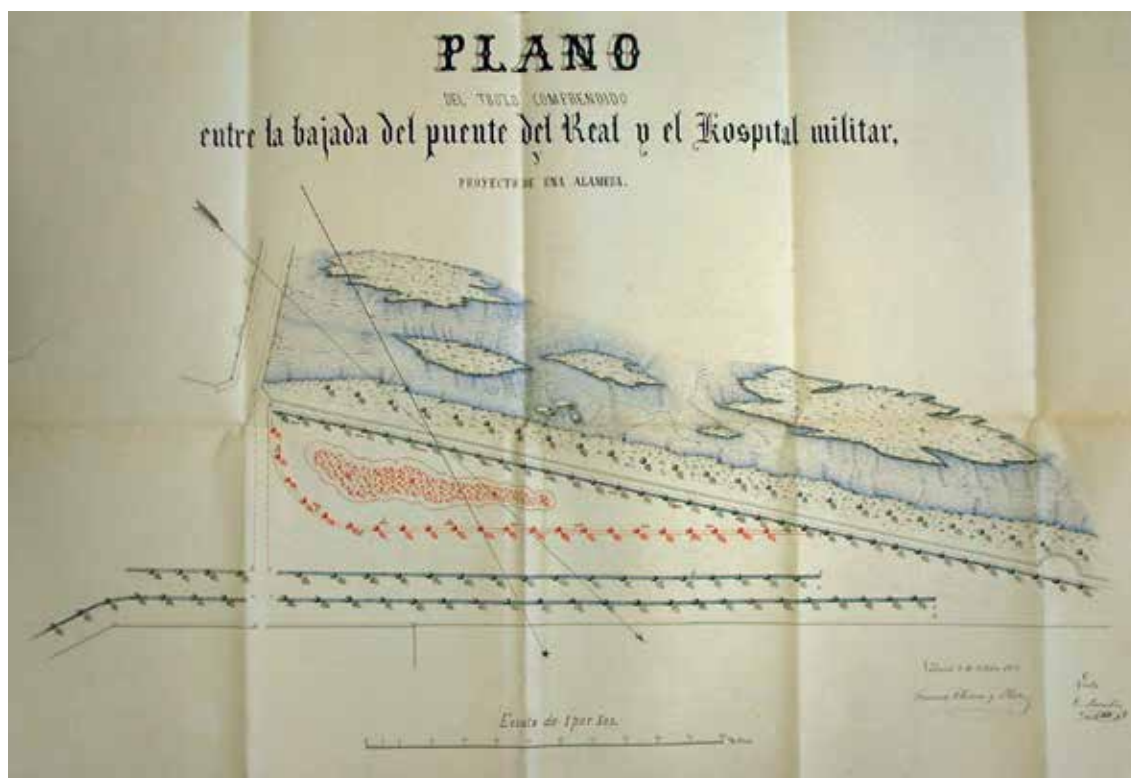 PLANO
DEL TROZO COMPRENDIDO
entre la bajada del puente del Real y el Hospital militar,
y
PROYECTO DE UNA ALAMEDA.
Escala de 1 por